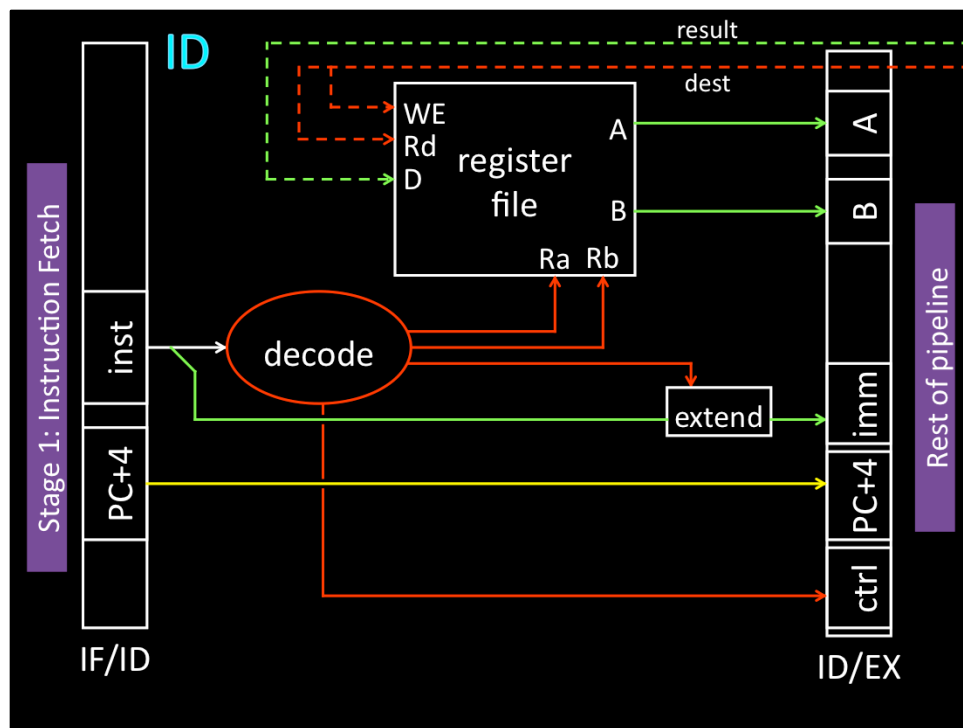 ID
result
dest
WE
Rd
D
register
file
A
B
Ra
Rb
A
B
Stage 1: Instruction Fetch
inst
decode
extend
imm
PC+4
PC+4
ctrl
Rest of pipeline
IF/ID
ID/EX